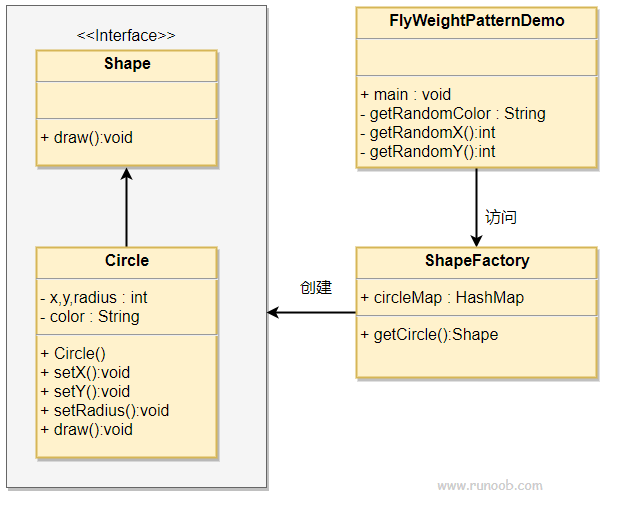 <<Interface>>
Shape
+ draw():void
Circle
- x,y,radius : int
- color : String
+ Circle()
+ setX():void
+ setY():void
+ setRadius():void
+ draw():void
FlyWeightPatternDemo
+ main : void
- getRandomColor : String
- getRandomX():int
- getRandomY():int
访问
创建
ShapeFactory
+ circleMap : HashMap
+ getCircle():Shape
www.runoob.com